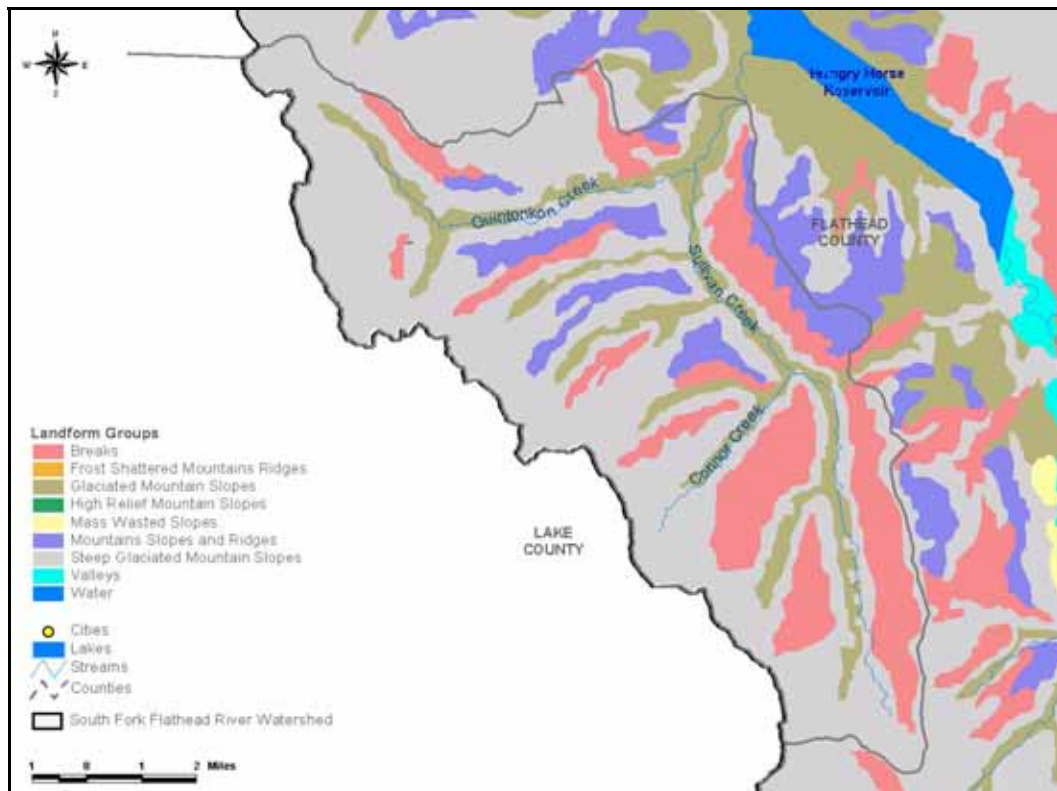 N
W E
S
Hungry Horse
Reservoir
Quintonkon Creek
FLATHEAD
COUNTY
Sullivan Creek
Connor Creek
LAKE
COUNTY
Landform Groups
Breaks
Frost Shattered Mountains Ridges
Glaciated Mountain Slopes
High Relief Mountain Slopes
Mass Wasted Slopes
Mountains Slopes and Ridges
Steep Glaciated Mountain Slopes
Valleys
Water
Cities
Lakes
Streams
Counties
South Fork Flathead River Watershed
1 0 1 2 Miles